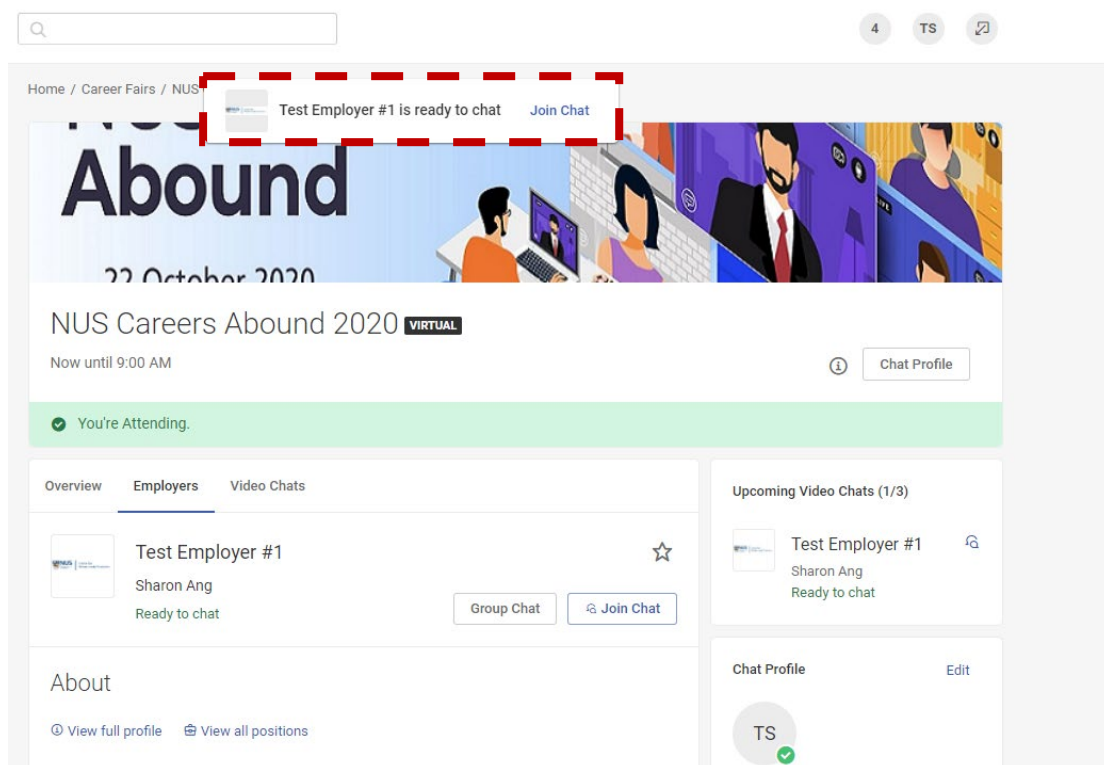 4 TS
Home / Career Fairs / NUS
Test Employer #1 is ready to chat Join Chat
Abound
22 October 2020
LIVE
NUS Careers Abound 2020 VIRTUAL
Now until 9:00 AM
Chat Profile
You're Attending.
Overview Employers Video Chats
Test Employer #1
Sharon Ang
Ready to chat
Group Chat Join Chat
About
View full profile View all positions
Upcoming Video Chats (1/3)
NUS
Test Employer #1
Sharon Ang
Ready to chat
Chat Profile Edit
TS